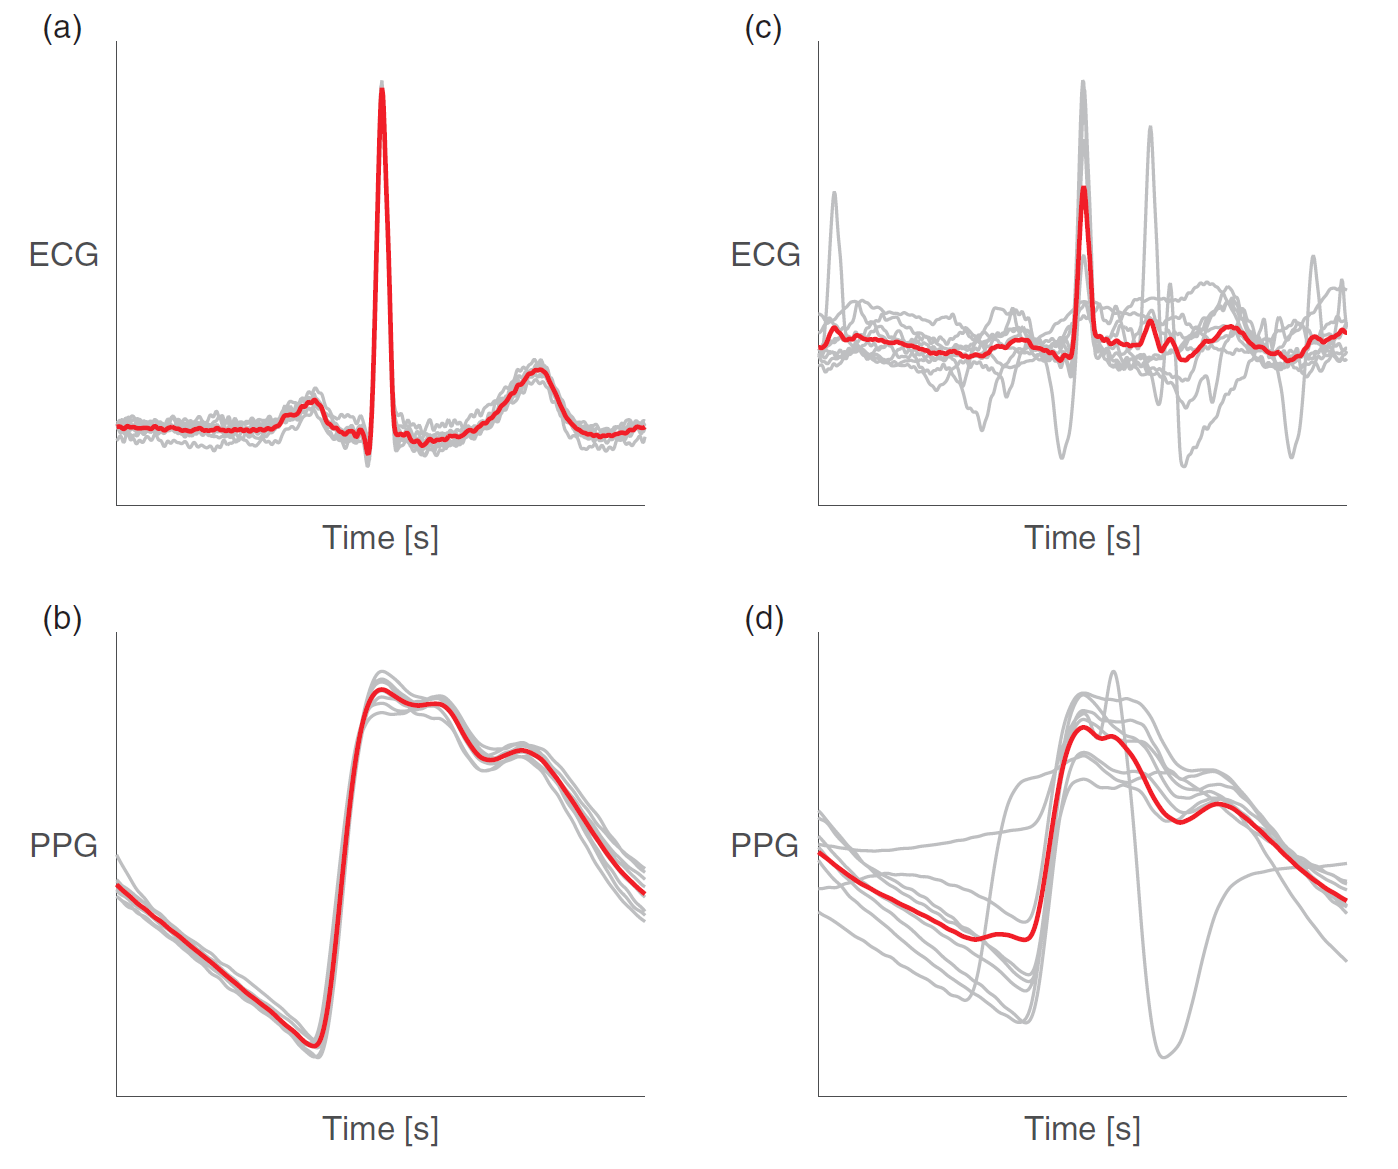 (a)
ECG
Time [s]
(c)
ECG
Time [s]
(b)
PPG
Time [s]
(d)
PPG
Time [s]